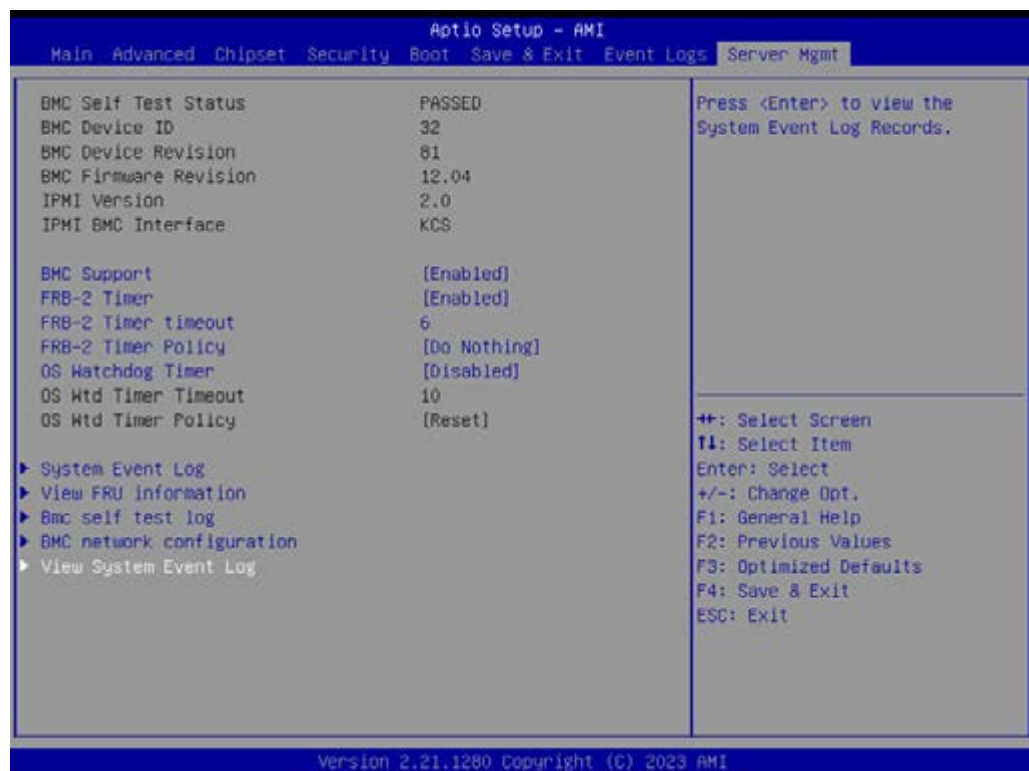 Aptio Setup - AMI
Main Advanced Chipset Security Boot Save & Exit Event Logs Server Mgmt
BMC Self Test Status PASSED
BMC Device ID 32
BMC Device Revision 81
BMC Firmware Revision 12.04
IPMI Version 2.0
IPMI BMC Interface KCS
BMC Support [Enabled]
FRB-2 Timer [Enabled]
FRB-2 Timer timeout 6
FRB-2 Timer Policy [Do Nothing]
OS Watchdog Timer [Disabled]
OS Wtd Timer Timeout 10
OS Wtd Timer Policy [Reset]
System Event Log
View FRU information
Bmc self test log
BMC network configuration
View System Event Log
Press <Enter> to view the
System Event Log Records.
→←: Select Screen
↑↓: Select Item
Enter: Select
+/-: Change Opt.
F1: General Help
F2: Previous Values
F3: Optimized Defaults
F4: Save & Exit
ESC: Exit
Version 2.21.1280 Copyright (C) 2023 AMI